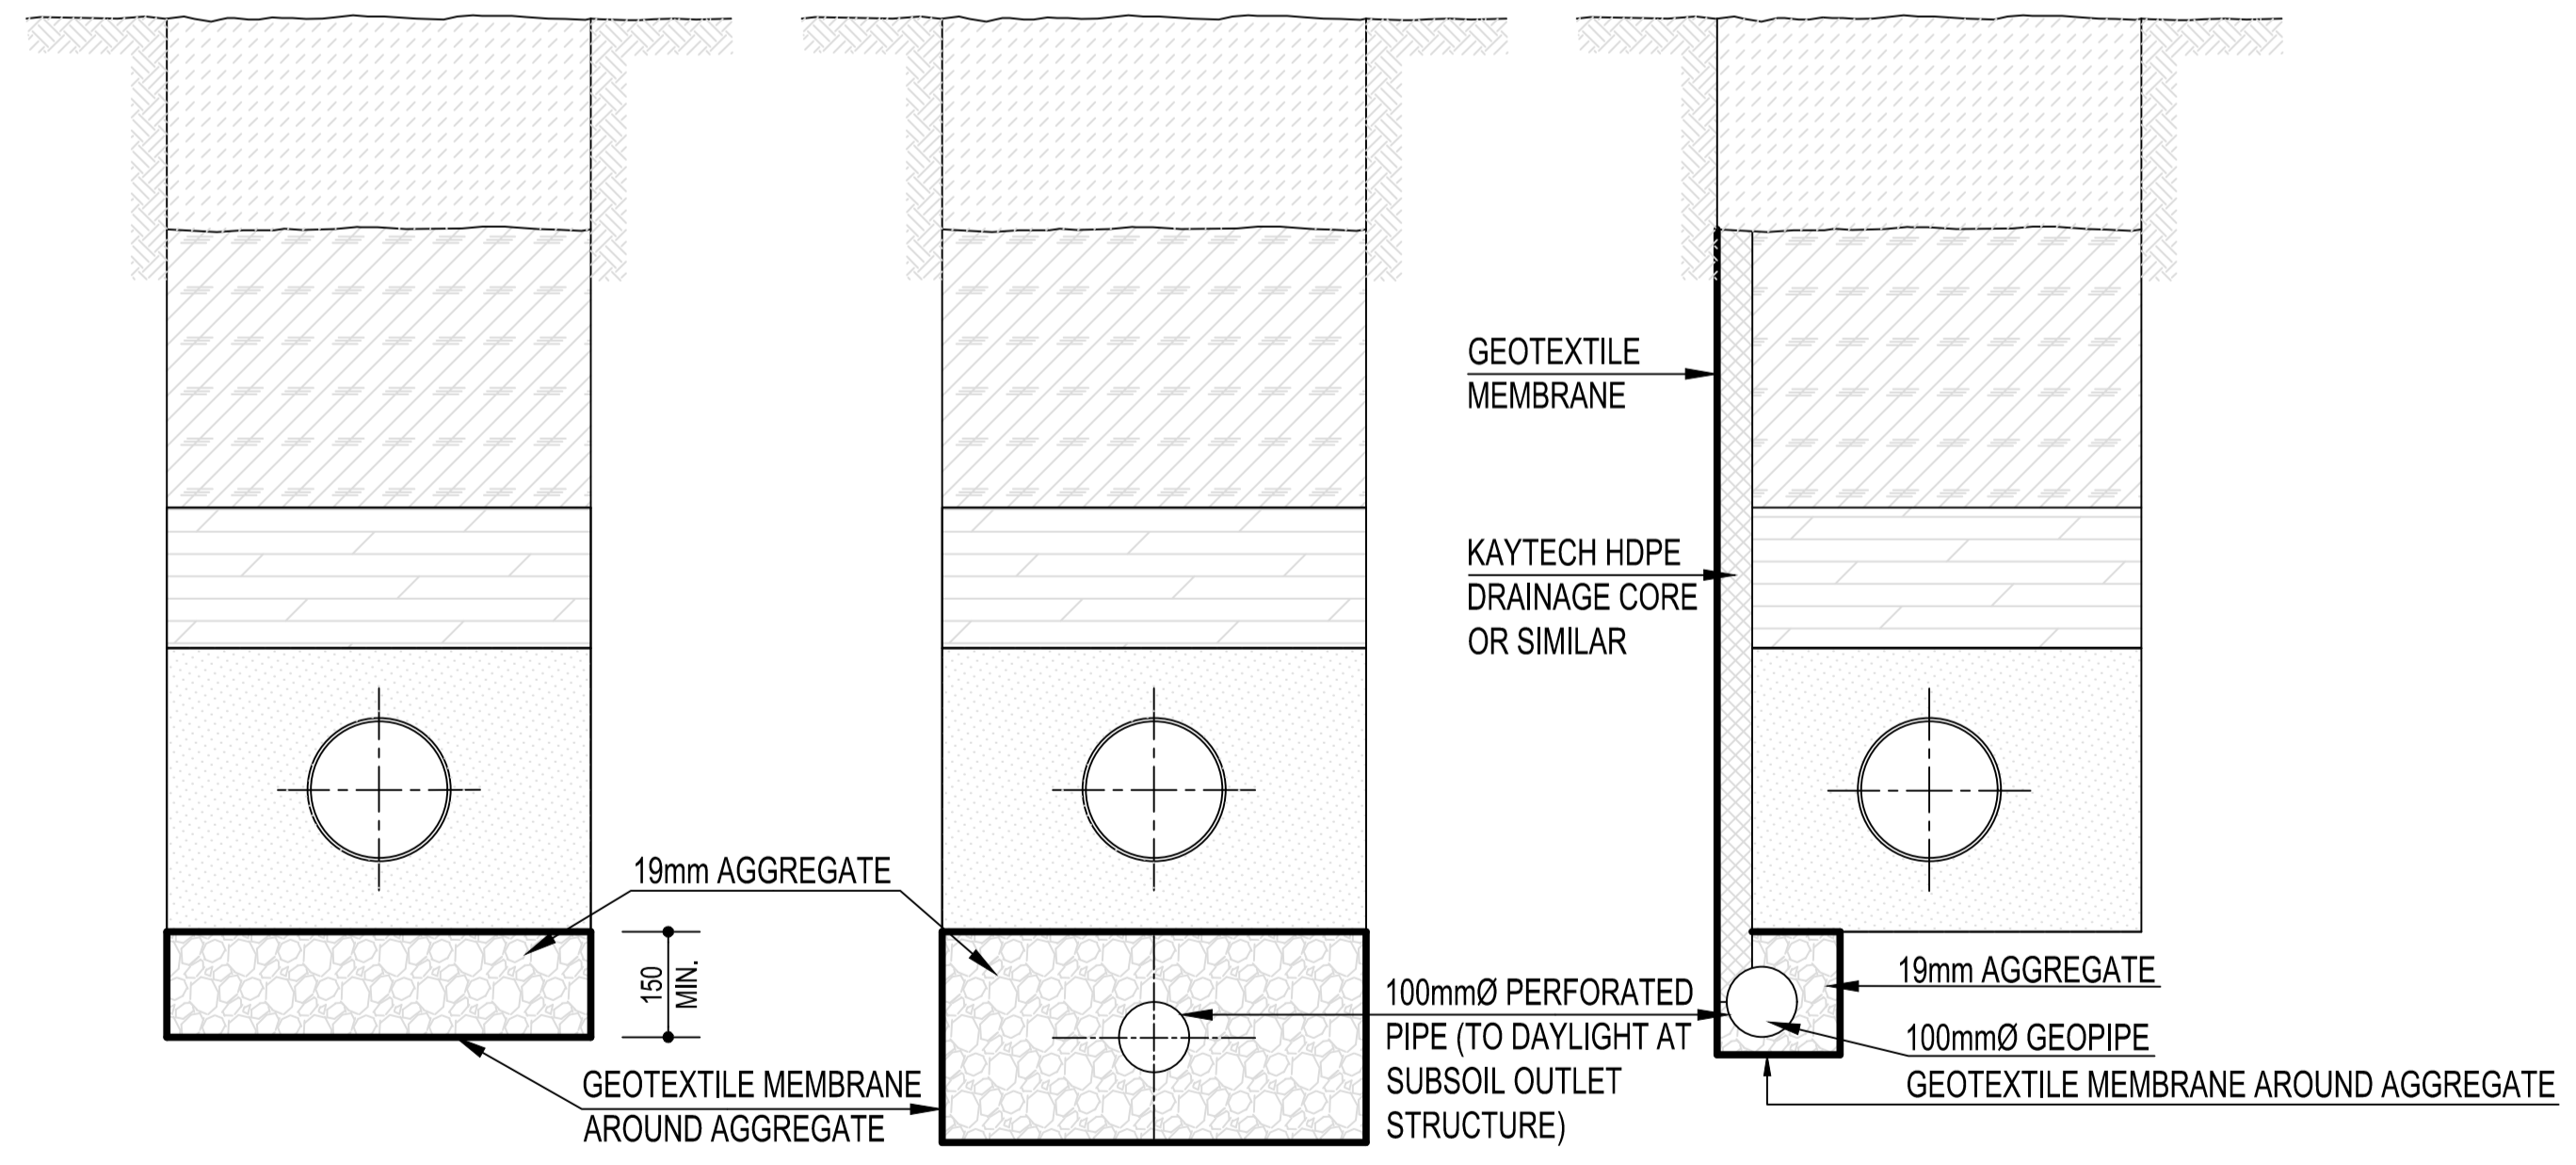 GEOTEXTILE
MEMBRANE
KAYTECH HDPE
DRAINAGE CORE
OR SIMILAR
19mm AGGREGATE
150
MIN.
GEOTEXTILE MEMBRANE
AROUND AGGREGATE
100mmØ PERFORATED
PIPE (TO DAYLIGHT AT
SUBSOIL OUTLET
STRUCTURE)
19mm AGGREGATE
100mmØ GEOPIPE
GEOTEXTILE MEMBRANE AROUND AGGREGATE